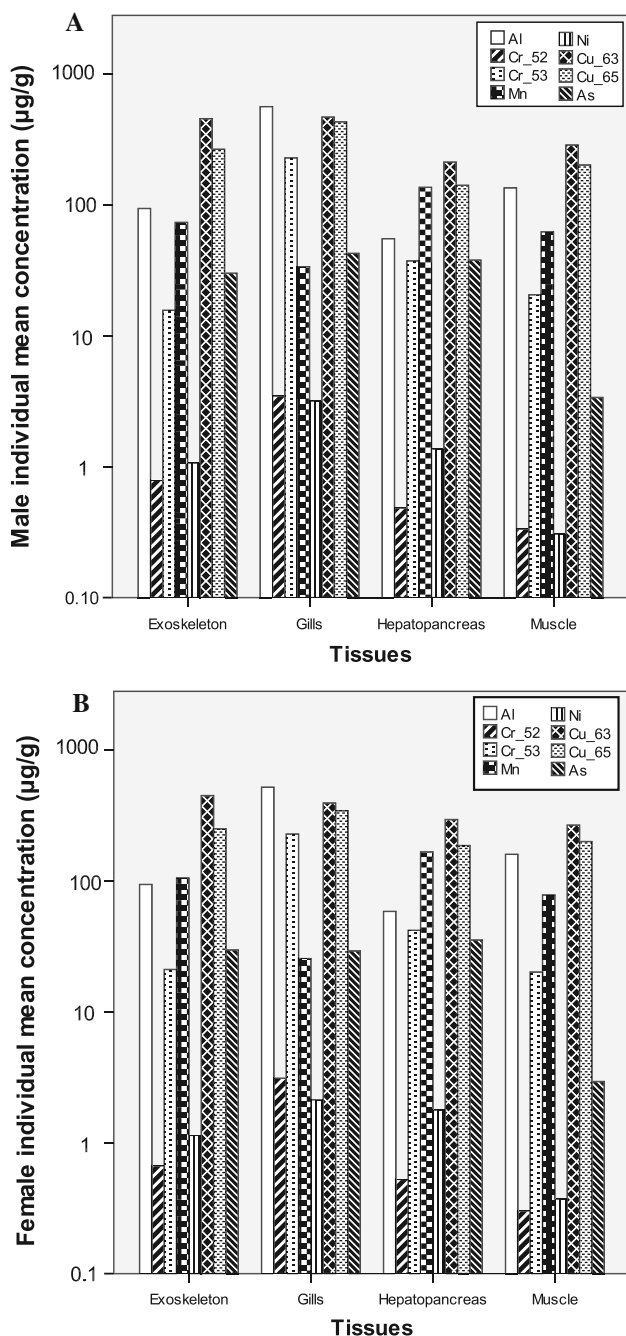 A
Male individual mean concentration (µg/g)
1000
100
10
1
0.10
Al
Cr_52
Cr_53
Mn
Ni
Cu_63
Cu_65
As
Exoskeleton
Gills
Hepatopancreas
Muscle
Tissues
B
Female individual mean concentration (µg/g)
1000
100
10
1
0.1
Al
Cr_52
Cr_53
Mn
Ni
Cu_63
Cu_65
As
Exoskeleton
Gills
Hepatopancreas
Muscle
Tissues